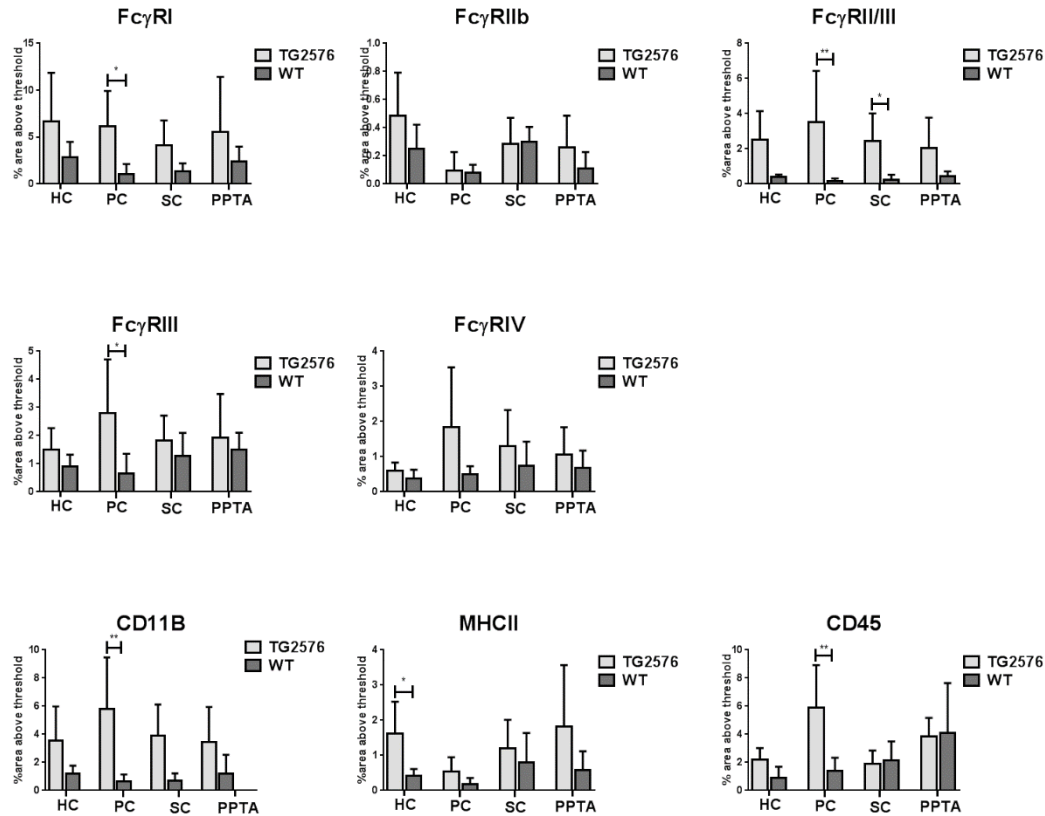 FcγRI
% area above threshold
15
10
5
0
*
HC
PC
SC
PPTA
TG2576
WT
FcγRIIb
% area above threshold
1.0
0.8
0.6
0.4
0.2
0.0
HC
PC
SC
PPTA
TG2576
WT
FcγRII/III
%area above threshold
8
6
4
2
0
**
*
HC
PC
SC
PPTA
TG2576
WT
FcγRIII
%area above threshold
5
4
3
2
1
0
*
HC
PC
SC
PPTA
TG2576
WT
FcγRIV
% area above threshold
4
3
2
1
0
HC
PC
SC
PPTA
TG2576
WT
CD11B
%area above threshold
10
8
6
4
2
0
**
HC
PC
SC
PPTA
TG2576
WT
MHCII
%area above threshold
4
3
2
1
0
*
HC
PC
SC
PPTA
TG2576
WT
CD45
% area above threshold
10
8
6
4
2
0
**
HC
PC
SC
PPTA
TG2576
WT